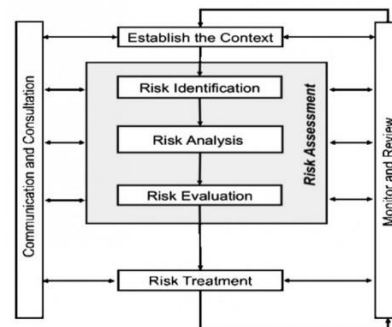 Establish the Context
Risk Identification
Risk Analysis
Risk Evaluation
Risk Treatment
Communication and Consultation
Risk Assessment
Monitor and Review